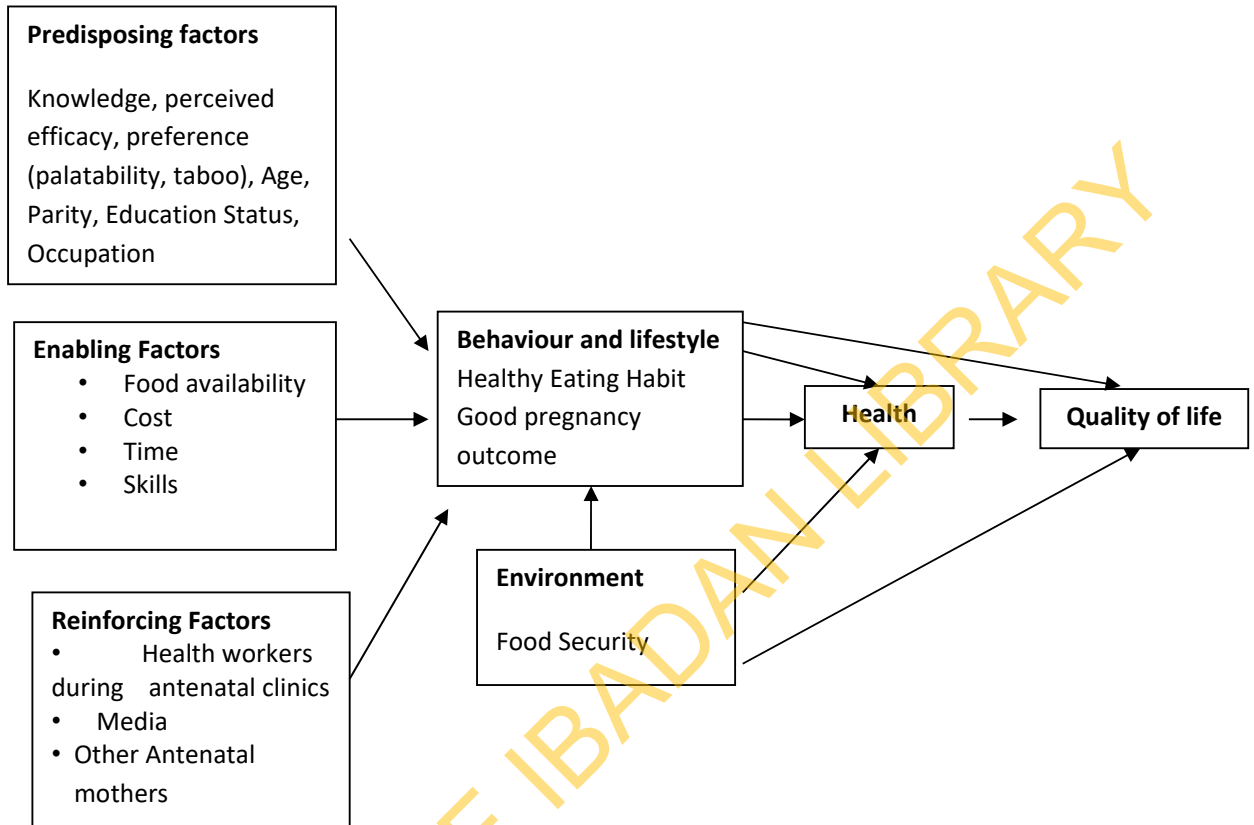 Predisposing factors
Knowledge, perceived
efficacy, preference
(palatability, taboo), Age,
Parity, Education Status,
Occupation
Enabling Factors
• Food availability
• Cost
• Time
• Skills
Reinforcing Factors
• Health workers
during antenatal clinics
• Media
• Other Antenatal
mothers
Behaviour and lifestyle
Healthy Eating Habit
Good pregnancy
outcome
Environment
Food Security
Health
Quality of life
E IBADAN LIBRARY